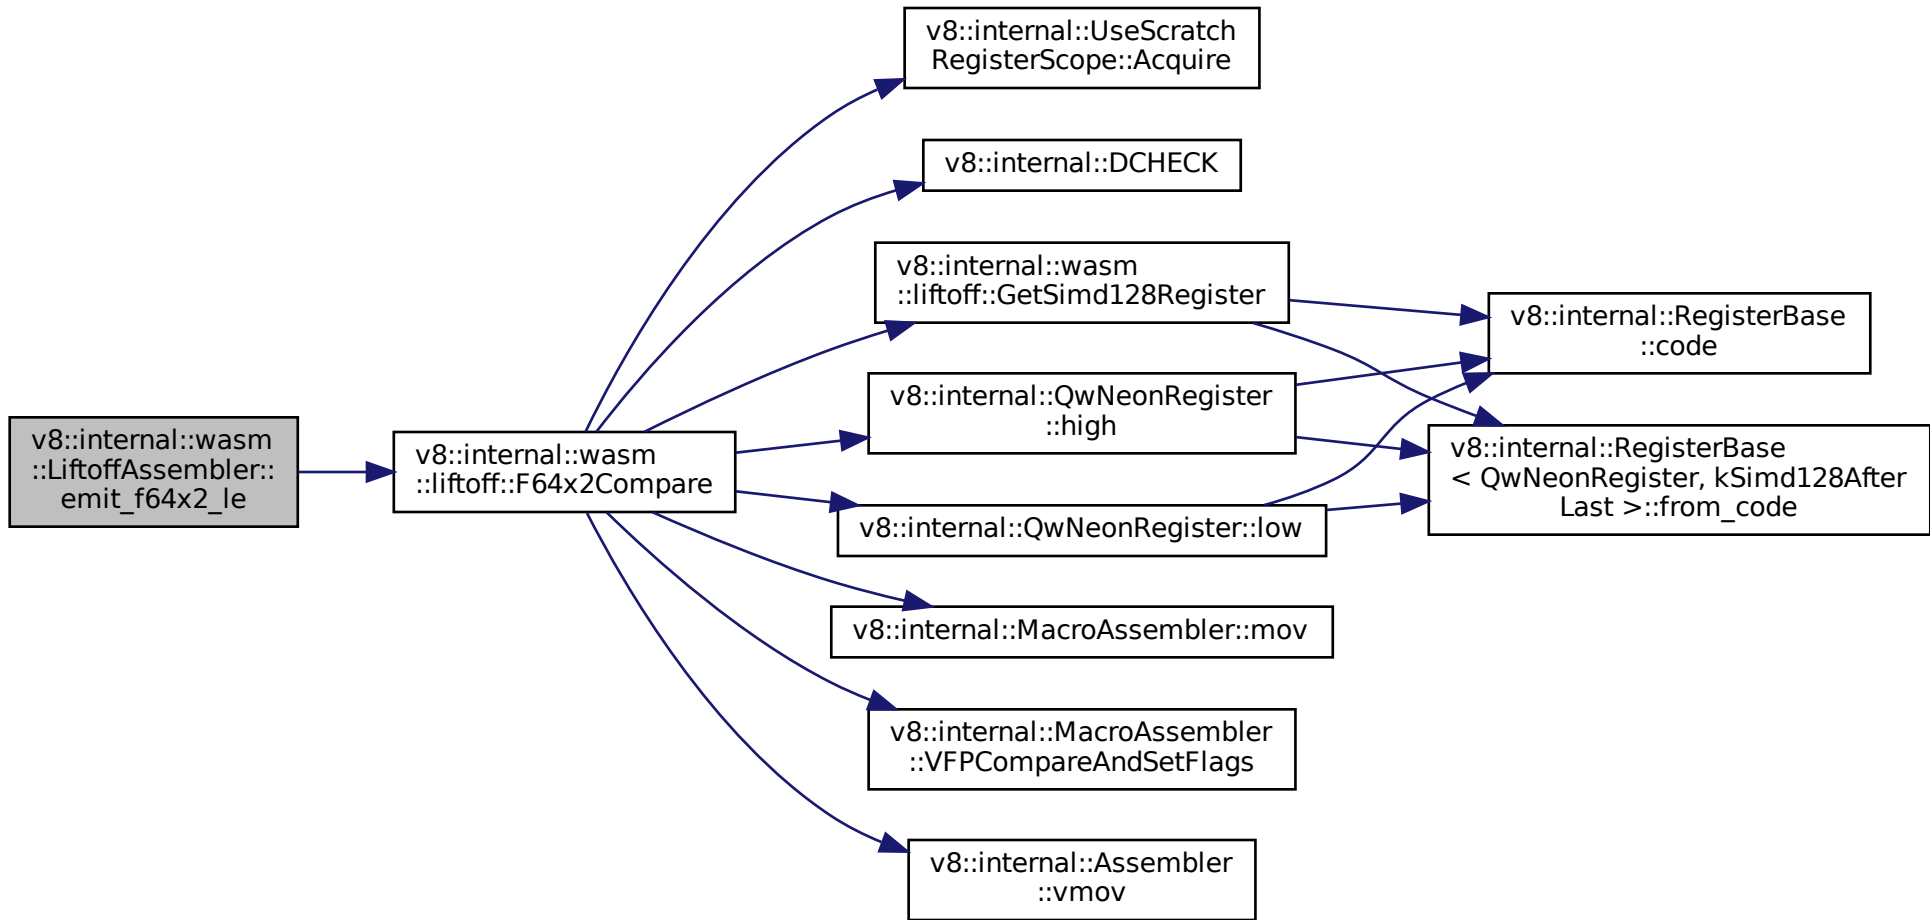 v8::internal::UseScratch
RegisterScope::Acquire
v8::internal::DCHECK
v8::internal::wasm
::liftoff::GetSimd128Register
v8::internal::RegisterBase
::code
v8::internal::QwNeonRegister
::high
v8::internal::wasm
::LiftoffAssembler::
emit_f64x2_le
v8::internal::wasm
::liftoff::F64x2Compare
v8::internal::RegisterBase
< QwNeonRegister, kSimd128After
Last >::from_code
v8::internal::QwNeonRegister::low
v8::internal::MacroAssembler::mov
v8::internal::MacroAssembler
::VFPCompareAndSetFlags
v8::internal::Assembler
::vmov